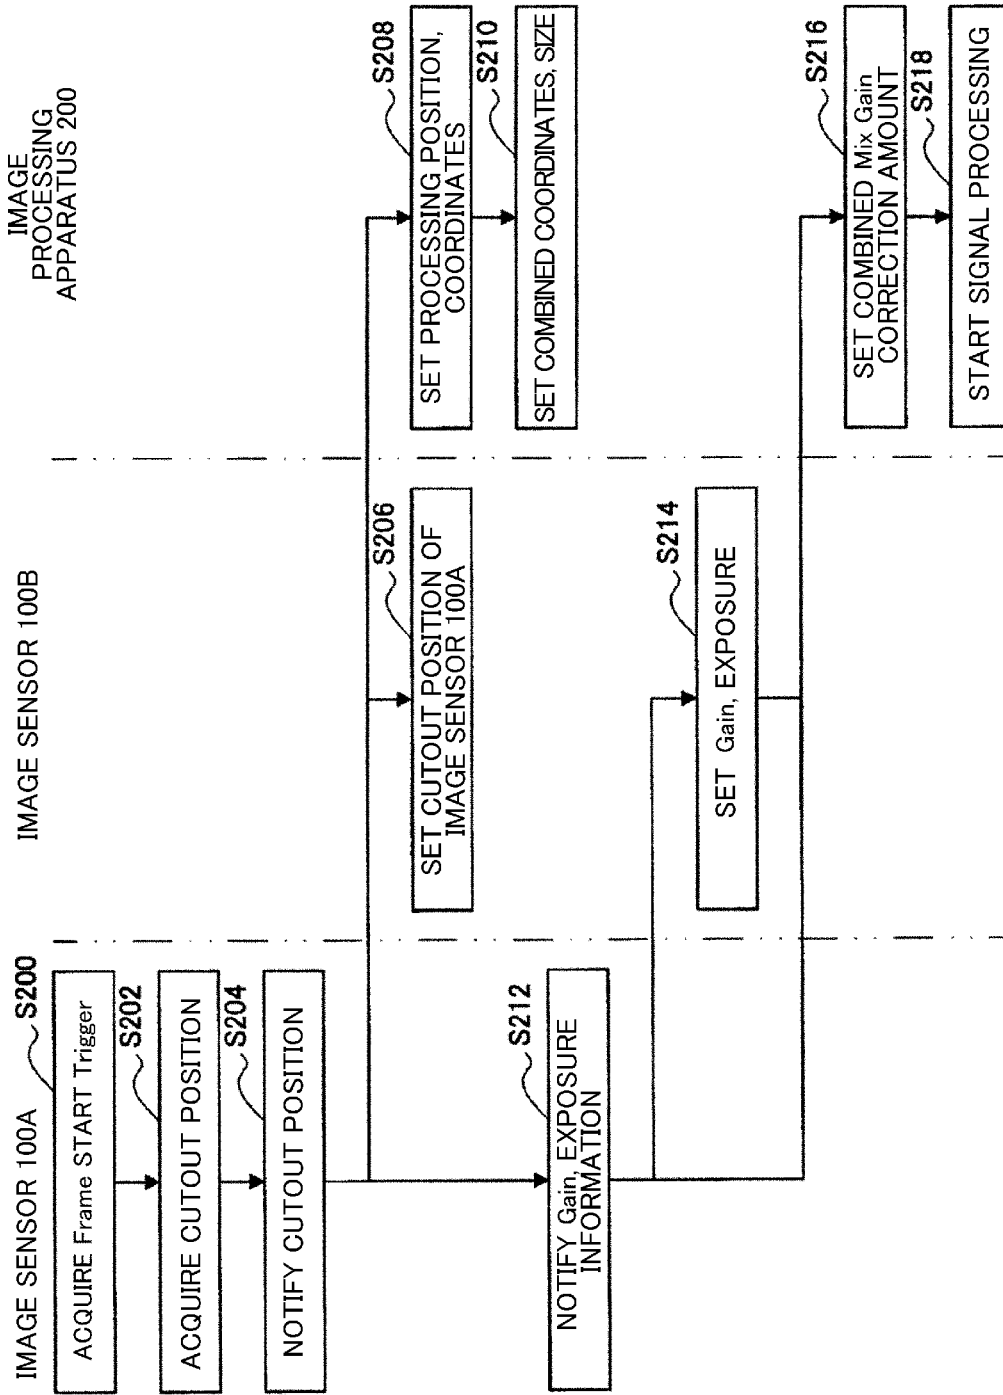 IMAGE SENSOR 100A
IMAGE SENSOR 100B
IMAGE
PROCESSING
APPARATUS 200
S200
ACQUIRE Frame START Trigger
S202
ACQUIRE CUTOUT POSITION
S204
NOTIFY CUTOUT POSITION
S206
SET CUTOUT POSITION OF
IMAGE SENSOR 100A
S208
SET PROCESSING POSITION,
COORDINATES
S210
SET COMBINED COORDINATES, SIZE
S212
NOTIFY Gain, EXPOSURE
INFORMATION
S214
SET Gain, EXPOSURE
S216
SET COMBINED Mix Gain
CORRECTION AMOUNT
S218
START SIGNAL PROCESSING